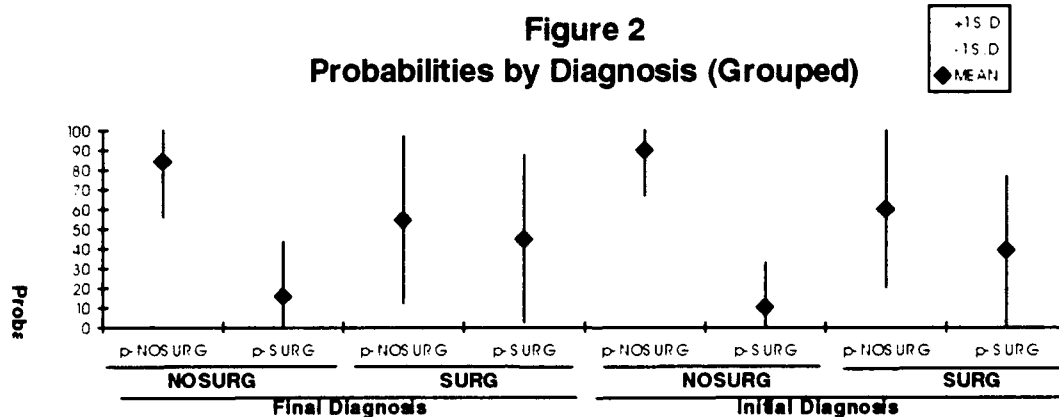 Figure 2
Probabilities by Diagnosis (Grouped)
+1S.D
-1S.D
MEAN
100
90
80
70
60
50
40
30
20
10
0
Probs
p-NOSURG p-SURG p-NOSURG p-SURG p-NOSURG p-SURG p-NOSURG p-SURG
NOSURG SURG NOSURG SURG
Final Diagnosis Initial Diagnosis